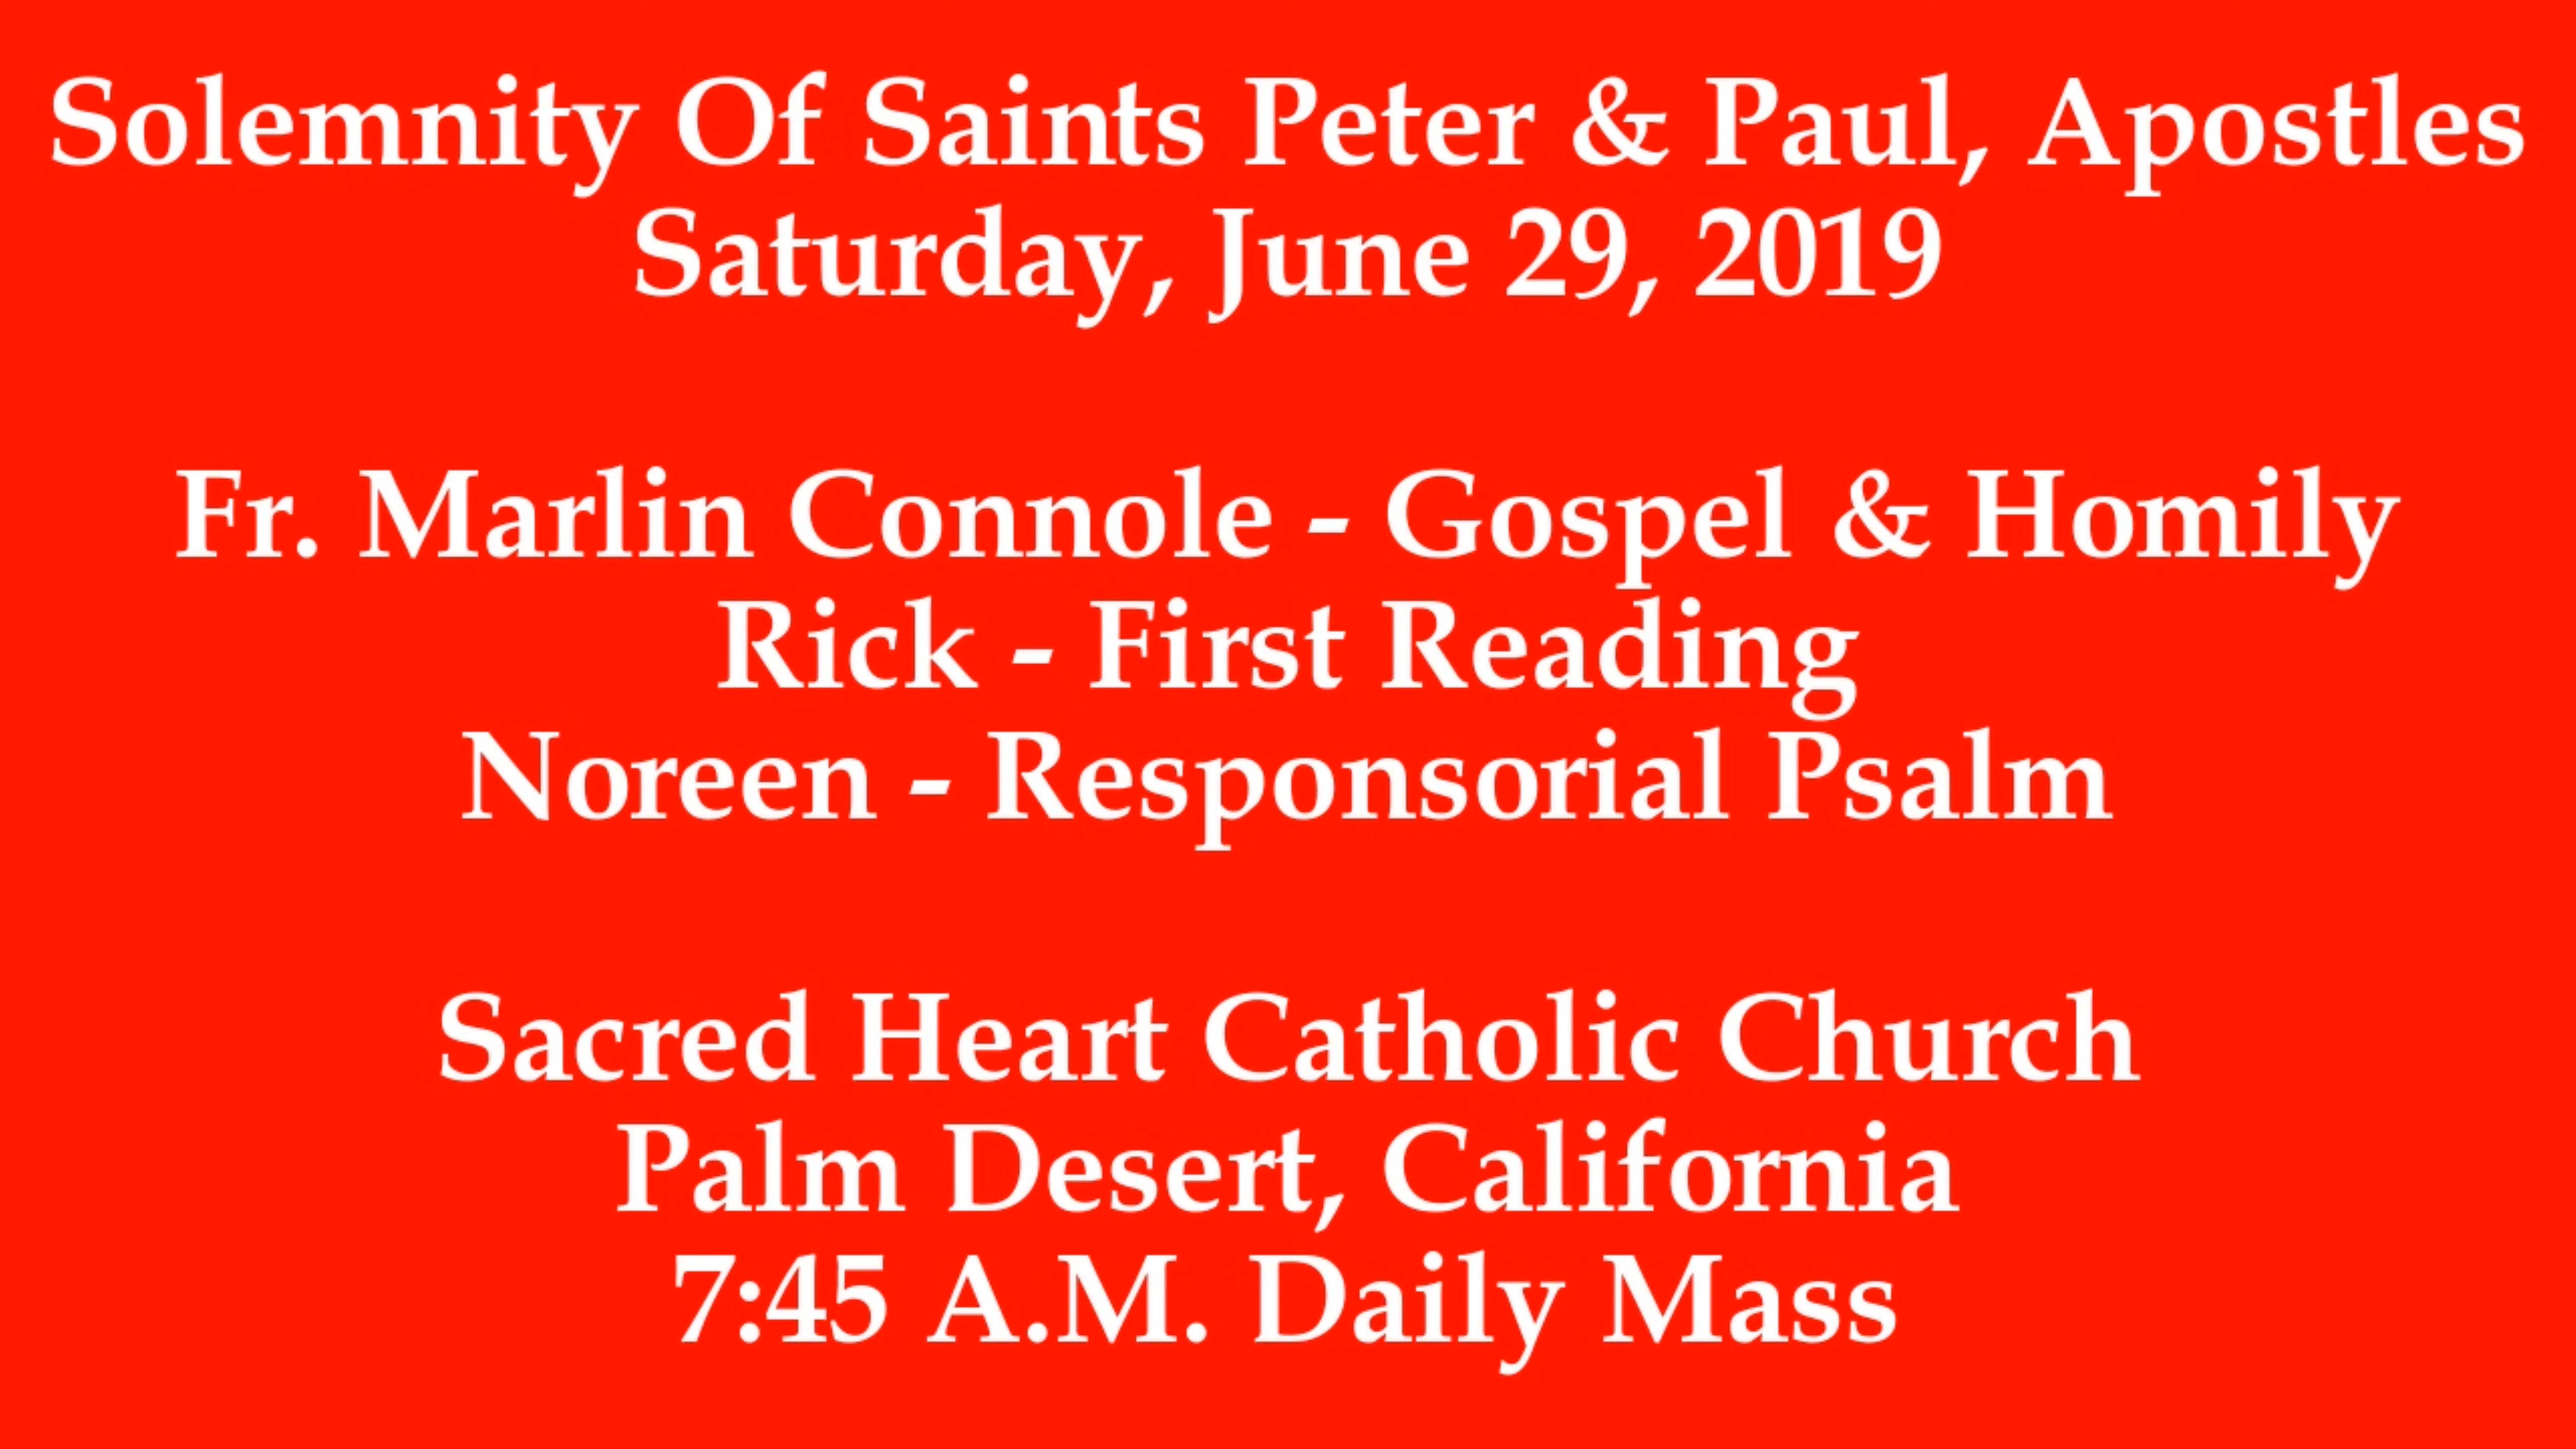 Solemnity Of Saints Peter & Paul, Apostles
Saturday, June 29, 2019
Fr. Marlin Connole - Gospel & Homily
Rick - First Reading
Noreen - Responsorial Psalm
Sacred Heart Catholic Church
Palm Desert, California
7:45 A.M. Daily Mass